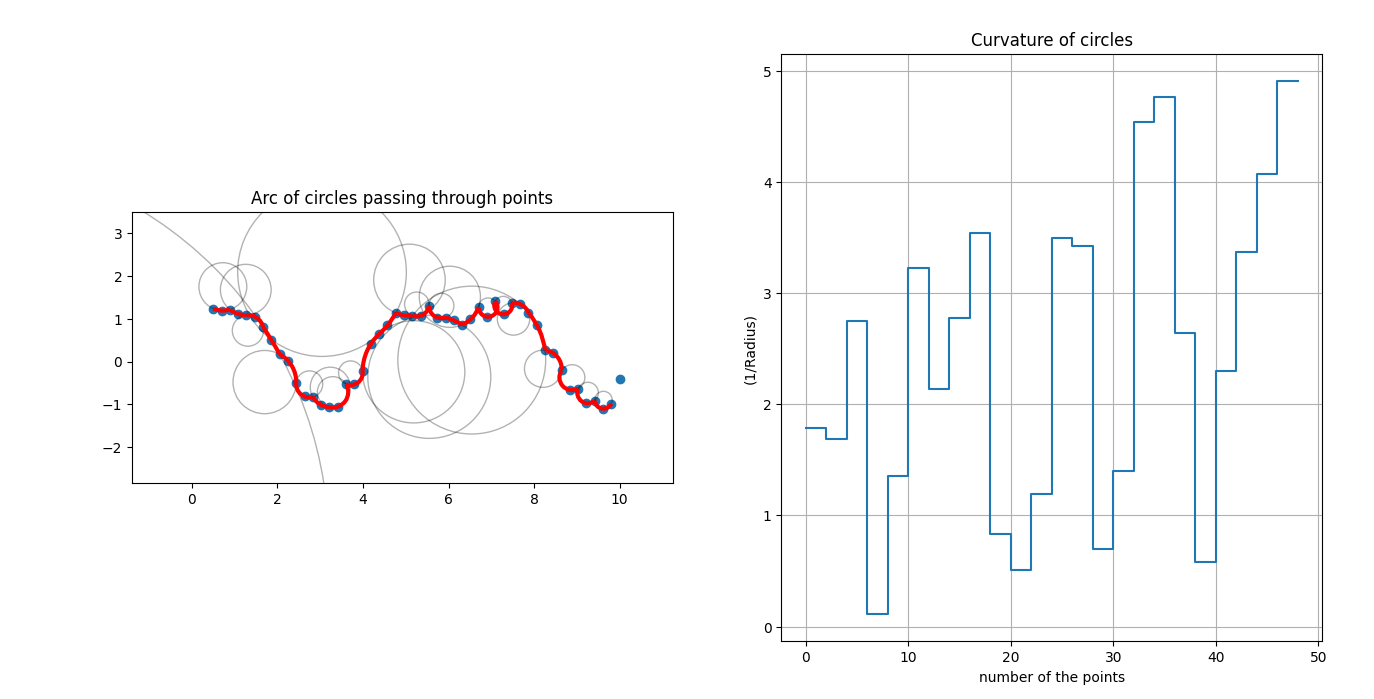 Arc of circles passing through points
3
2
1
0
−1
−2
0 2 4 6 8 10
Curvature of circles
5
4
3
2
1
0
(1/Radius)
0 10 20 30 40 50
number of the points